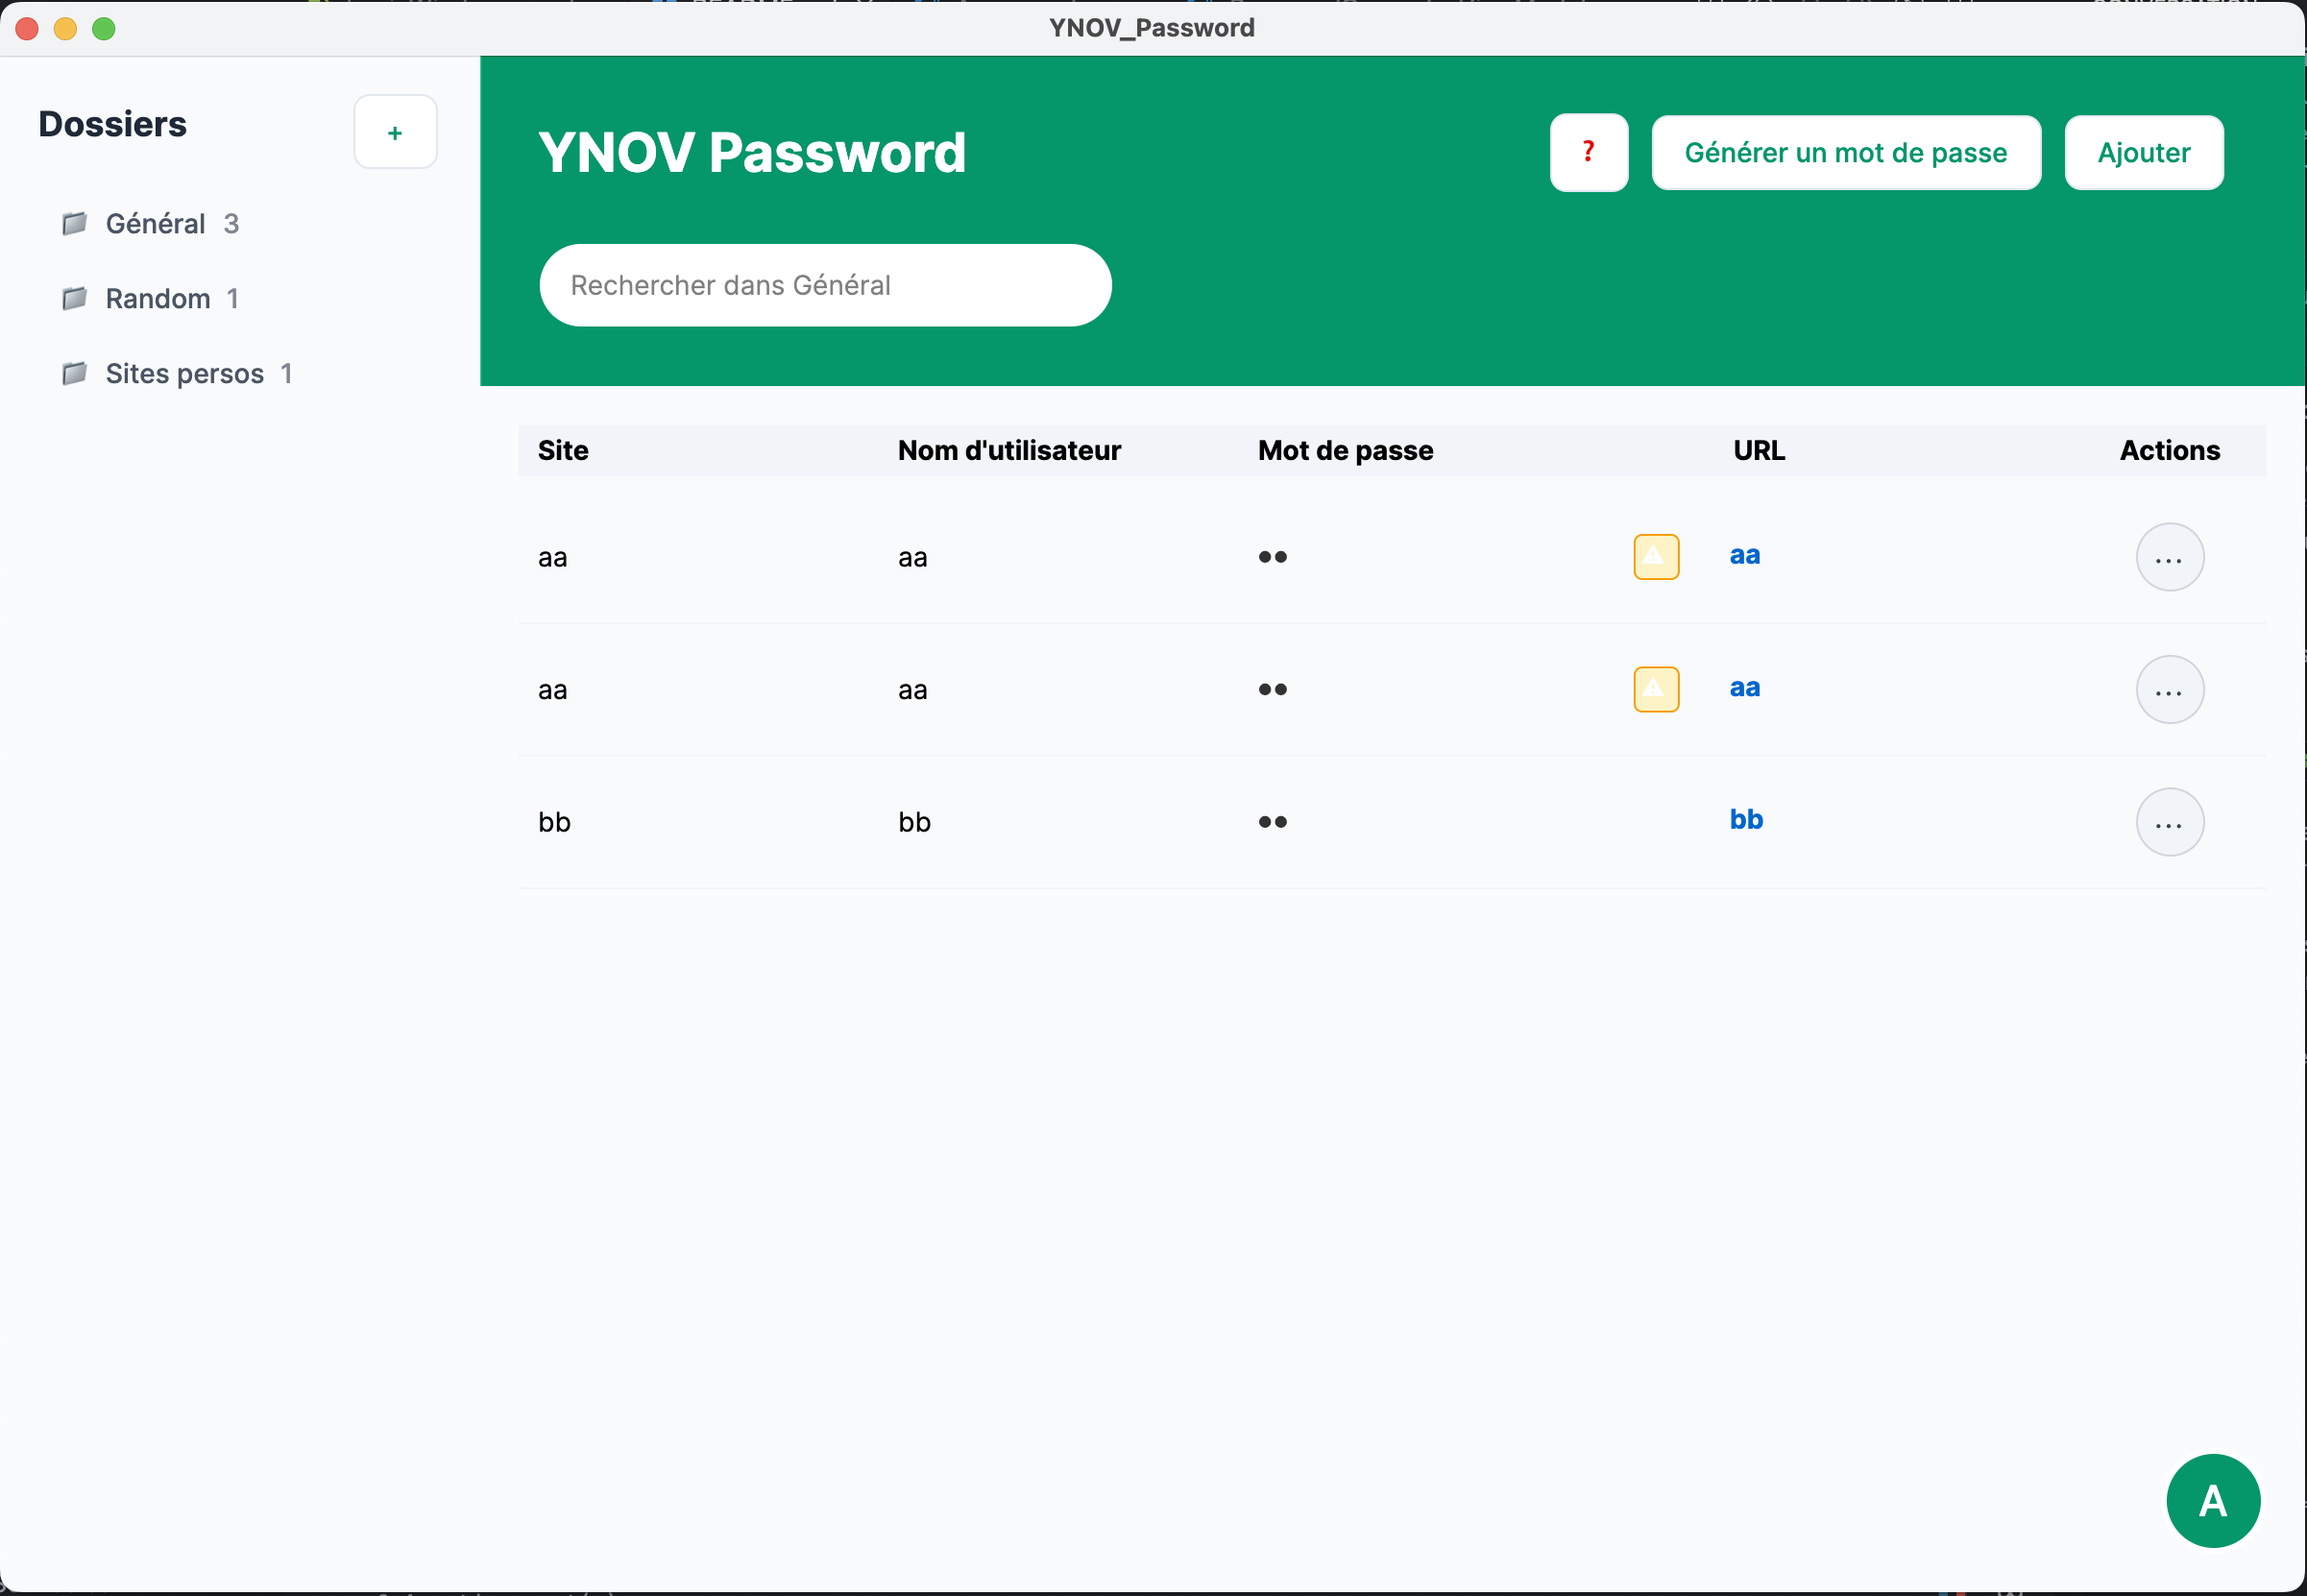 YNOV_Password
Dossiers
+
Général 3
Random 1
Sites persos 1
YNOV Password
?
Générer un mot de passe
Ajouter
Rechercher dans Général
Site Nom d'utilisateur Mot de passe URL Actions
aa aa ●● aa ...
aa aa ●● aa ...
bb bb ●● bb ...
A